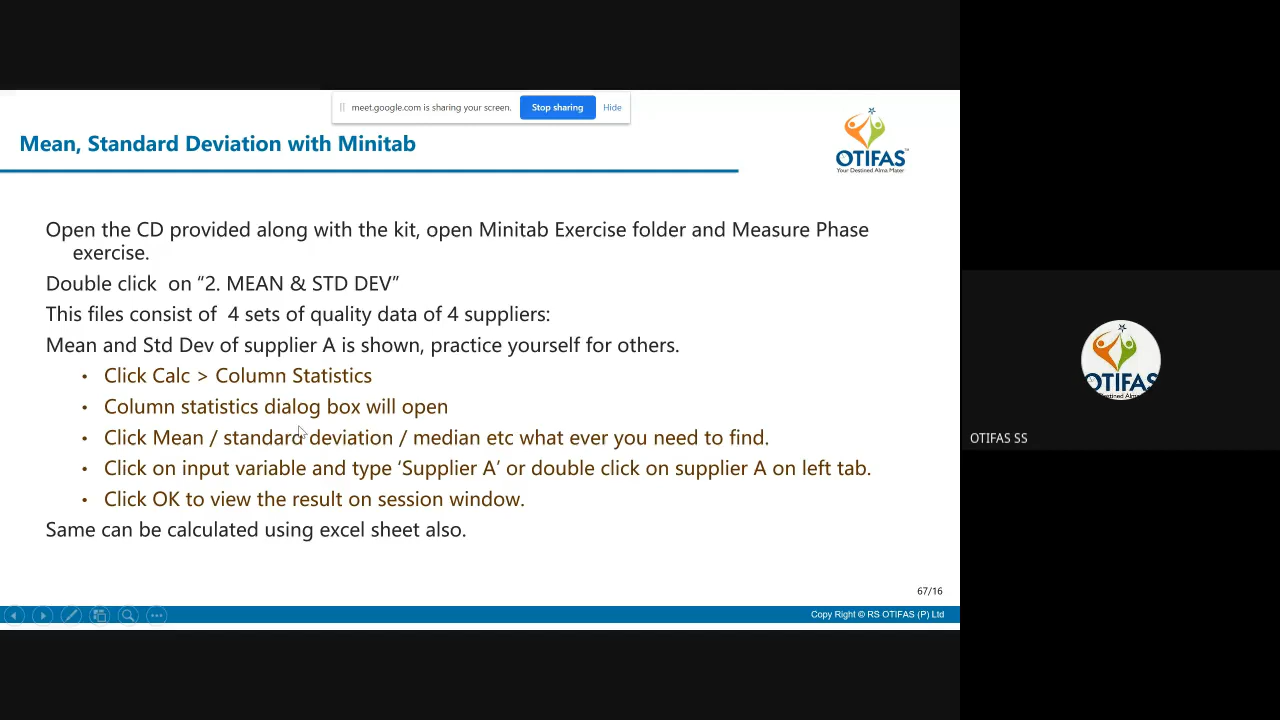 meet.google.com is sharing your screen. Stop sharing Hide
Mean, Standard Deviation with Minitab
OTIFAS
Your Destined Alma Mater
Open the CD provided along with the kit, open Minitab Exercise folder and Measure Phase
exercise.
Double click on “2. MEAN & STD DEV”
This files consist of 4 sets of quality data of 4 suppliers:
Mean and Std Dev of supplier A is shown, practice yourself for others.
• Click Calc > Column Statistics
• Column statistics dialog box will open
• Click Mean / standard deviation / median etc what ever you need to find.
• Click on input variable and type ‘Supplier A’ or double click on supplier A on left tab.
• Click OK to view the result on session window.
Same can be calculated using excel sheet also.
67/16
Copy Right © RS OTIFAS (P) Ltd
OTIFAS
OTIFAS SS